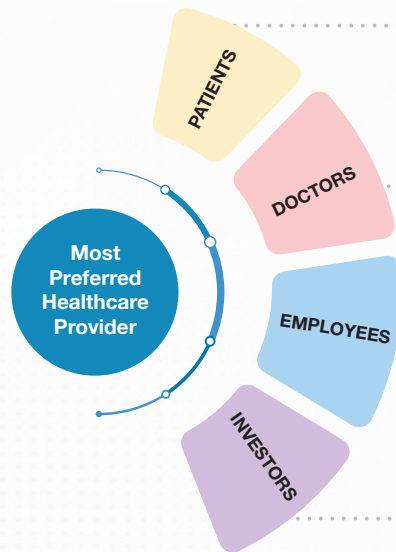 PATIENTS
DOCTORS
Most
Preferred
Healthcare
Provider
EMPLOYEES
INVESTORS